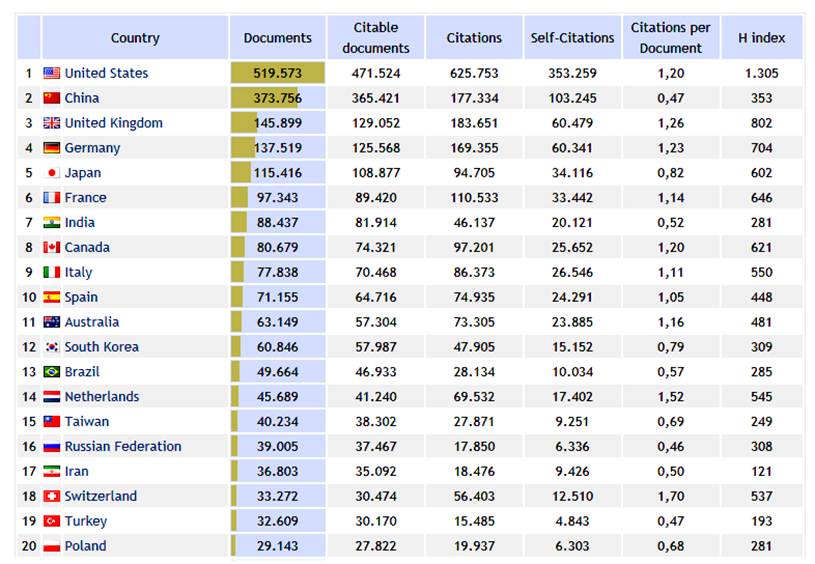 Country Documents Citable documents Citations Self-Citations Citations per Document H index
1 United States 519.573 471.524 625.753 353.259 1,20 1.305
2 China 373.756 365.421 177.334 103.245 0,47 353
3 United Kingdom 145.899 129.052 183.651 60.479 1,26 802
4 Germany 137.519 125.568 169.355 60.341 1,23 704
5 Japan 115.416 108.877 94.705 34.116 0,82 602
6 France 97.343 89.420 110.533 33.442 1,14 646
7 India 88.437 81.914 46.137 20.121 0,52 281
8 Canada 80.679 74.321 97.201 25.652 1,20 621
9 Italy 77.838 70.468 86.373 26.546 1,11 550
10 Spain 71.155 64.716 74.935 24.291 1,05 448
11 Australia 63.149 57.304 73.305 23.885 1,16 481
12 South Korea 60.846 57.987 47.905 15.152 0,79 309
13 Brazil 49.664 46.933 28.134 10.034 0,57 285
14 Netherlands 45.689 41.240 69.532 17.402 1,52 545
15 Taiwan 40.234 38.302 27.871 9.251 0,69 249
16 Russian Federation 39.005 37.467 17.850 6.336 0,46 308
17 Iran 36.803 35.092 18.476 9.426 0,50 121
18 Switzerland 33.272 30.474 56.403 12.510 1,70 537
19 Turkey 32.609 30.170 15.485 4.843 0,47 193
20 Poland 29.143 27.822 19.937 6.303 0,68 281